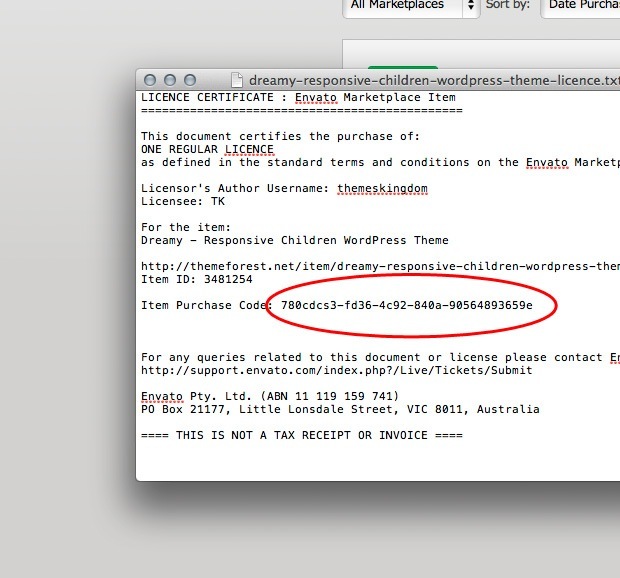 All Marketplaces Sort by: Date Purcha
dreamy-responsive-children-wordpress-theme-licence.txt
LICENCE CERTIFICATE : Envato Marketplace Item
==============================================
This document certifies the purchase of:
ONE REGULAR LICENCE
as defined in the standard terms and conditions on the Envato Marketp
Licensor's Author Username: themeskingdom
Licensee: TK
For the item:
Dreamy - Responsive Children WordPress Theme
http://themeforest.net/item/dreamy-responsive-children-wordpress-them
Item ID: 3481254
Item Purchase Code: 780cdcs3-fd36-4c92-840a-90564893659e
For any queries related to this document or license please contact En
http://support.envato.com/index.php?/Live/Tickets/Submit
Envato Pty. Ltd. (ABN 11 119 159 741)
PO Box 21177, Little Lonsdale Street, VIC 8011, Australia
==== THIS IS NOT A TAX RECEIPT OR INVOICE ====